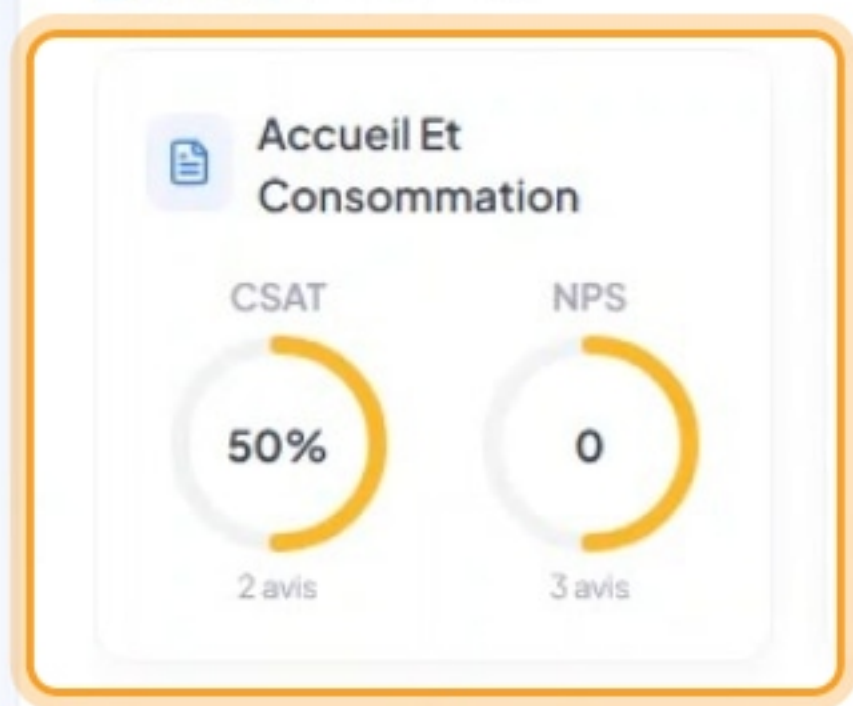 Accueil Et
Consommation
CSAT
NPS
50%
0
2 avis
3 avis